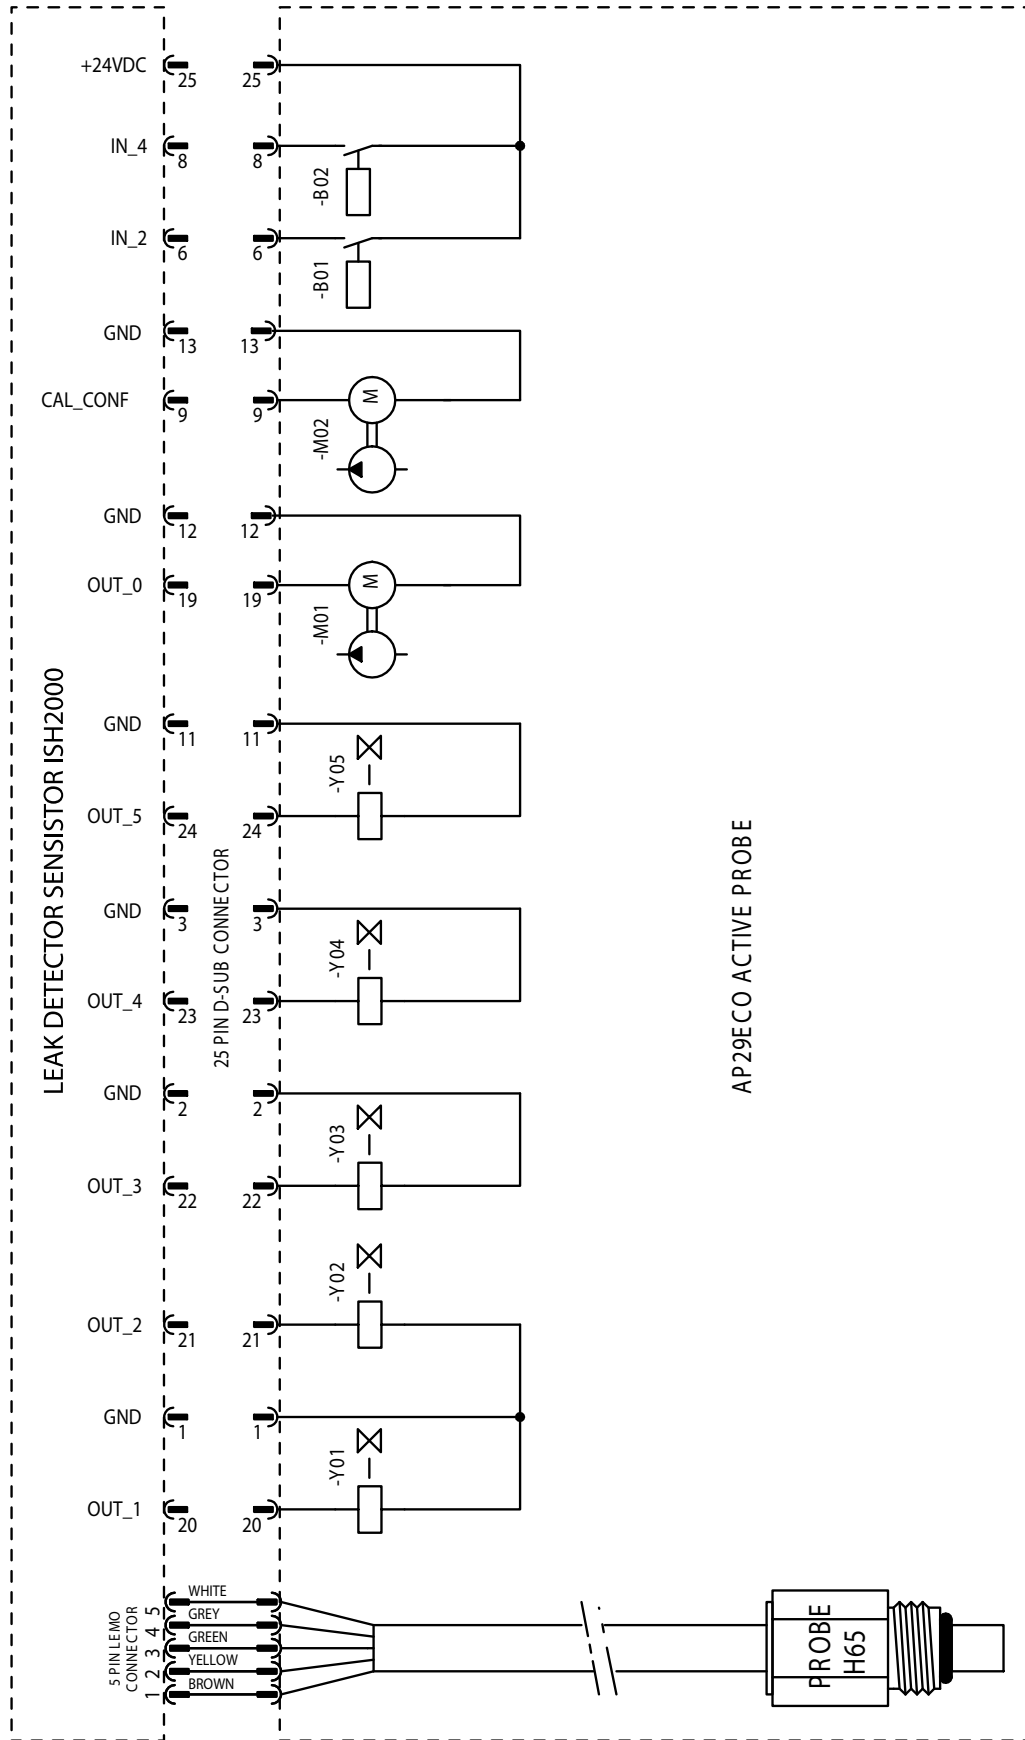 +24VDC
25 25
IN_4
8 8
-B02
IN_2
6 6
-B01
GND
13 13
CAL_CONF
9 9
M
-M02
GND
12 12
OUT_0
19 19
M
-M01
LEAK DETECTOR SENSISTOR ISH2000
GND
11 11
-Y05
OUT_5
24 24
25 PIN D-SUB CONNECTOR
AP29ECO ACTIVE PROBE
GND
3 3
-Y04
OUT_4
23 23
GND
2 2
-Y03
OUT_3
22 22
-Y02
OUT_2
21 21
GND
1 1
-Y01
OUT_1
20 20
5 PIN LEMO
CONNECTOR
5 WHITE
4 GREY
3 GREEN
2 YELLOW
1 BROWN
PROBE
H65